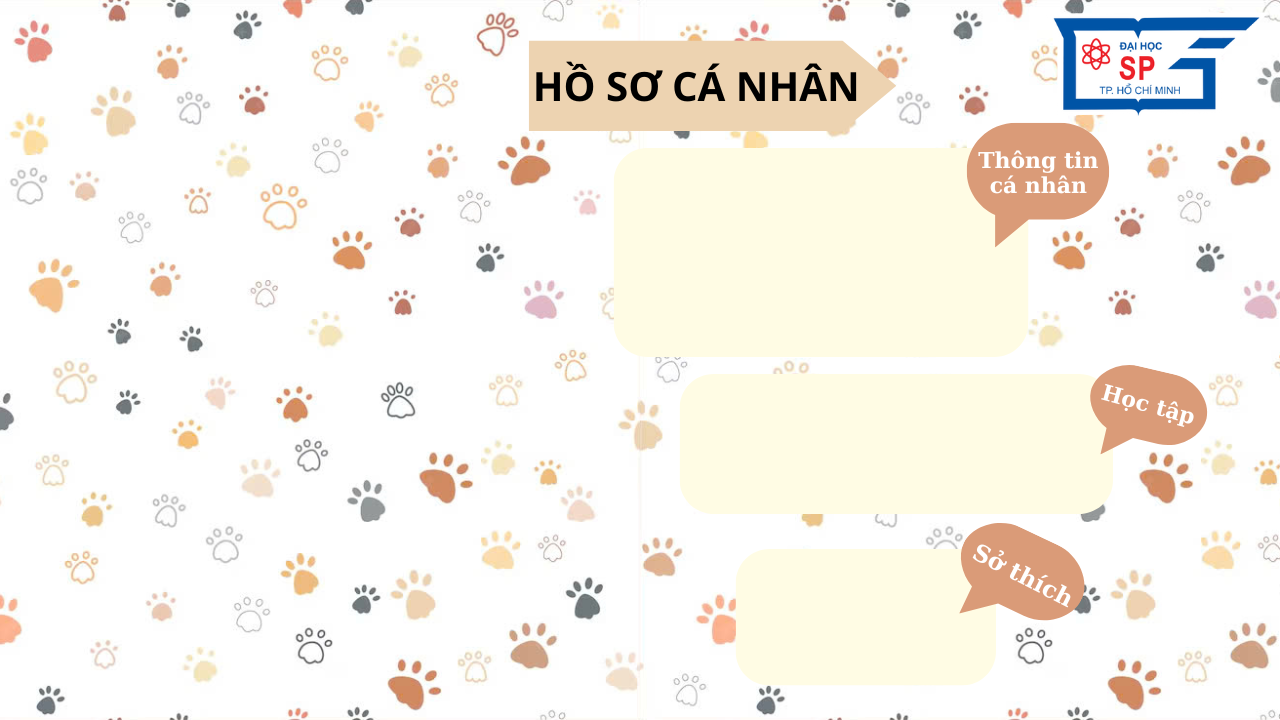 HỒ SƠ CÁ NHÂN
ĐẠI HỌC
SP
TP. HỒ CHÍ MINH
Thông tin
cá nhân
Học tập
Sở thích